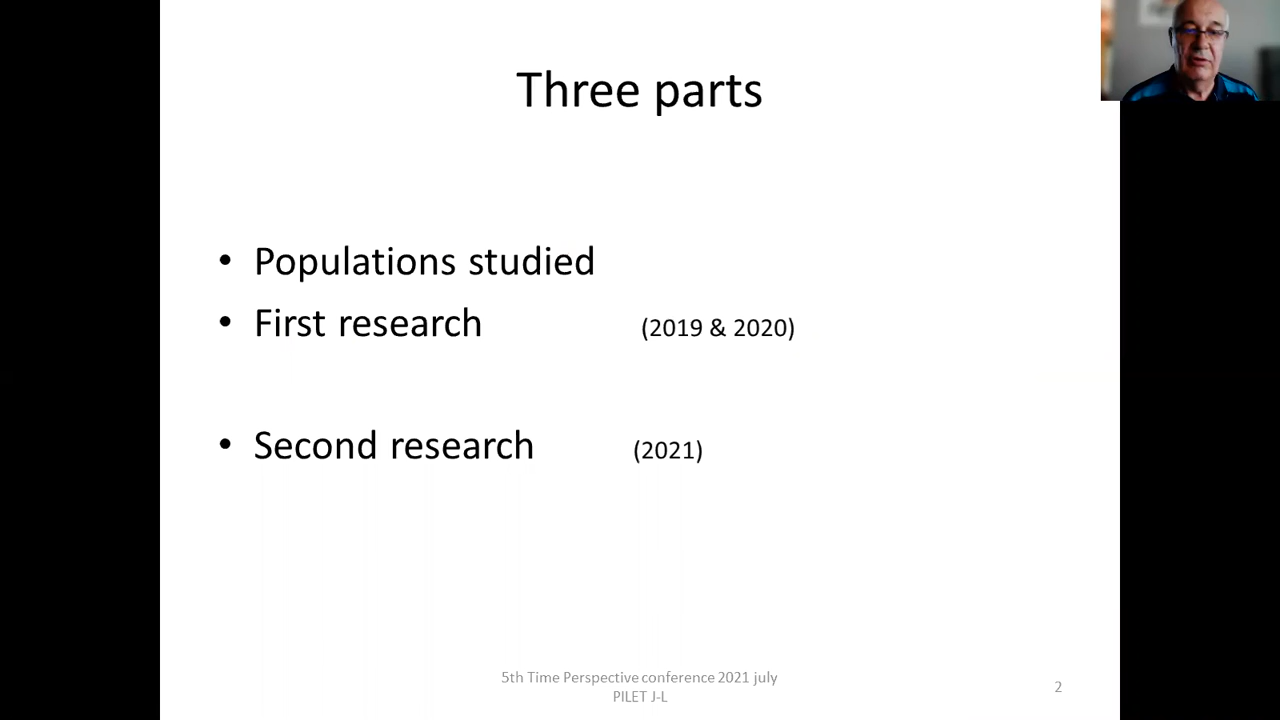 Three parts
• Populations studied
• First research (2019 & 2020)
• Second research (2021)
5th Time Perspective conference 2021 july
PILET J-L
2